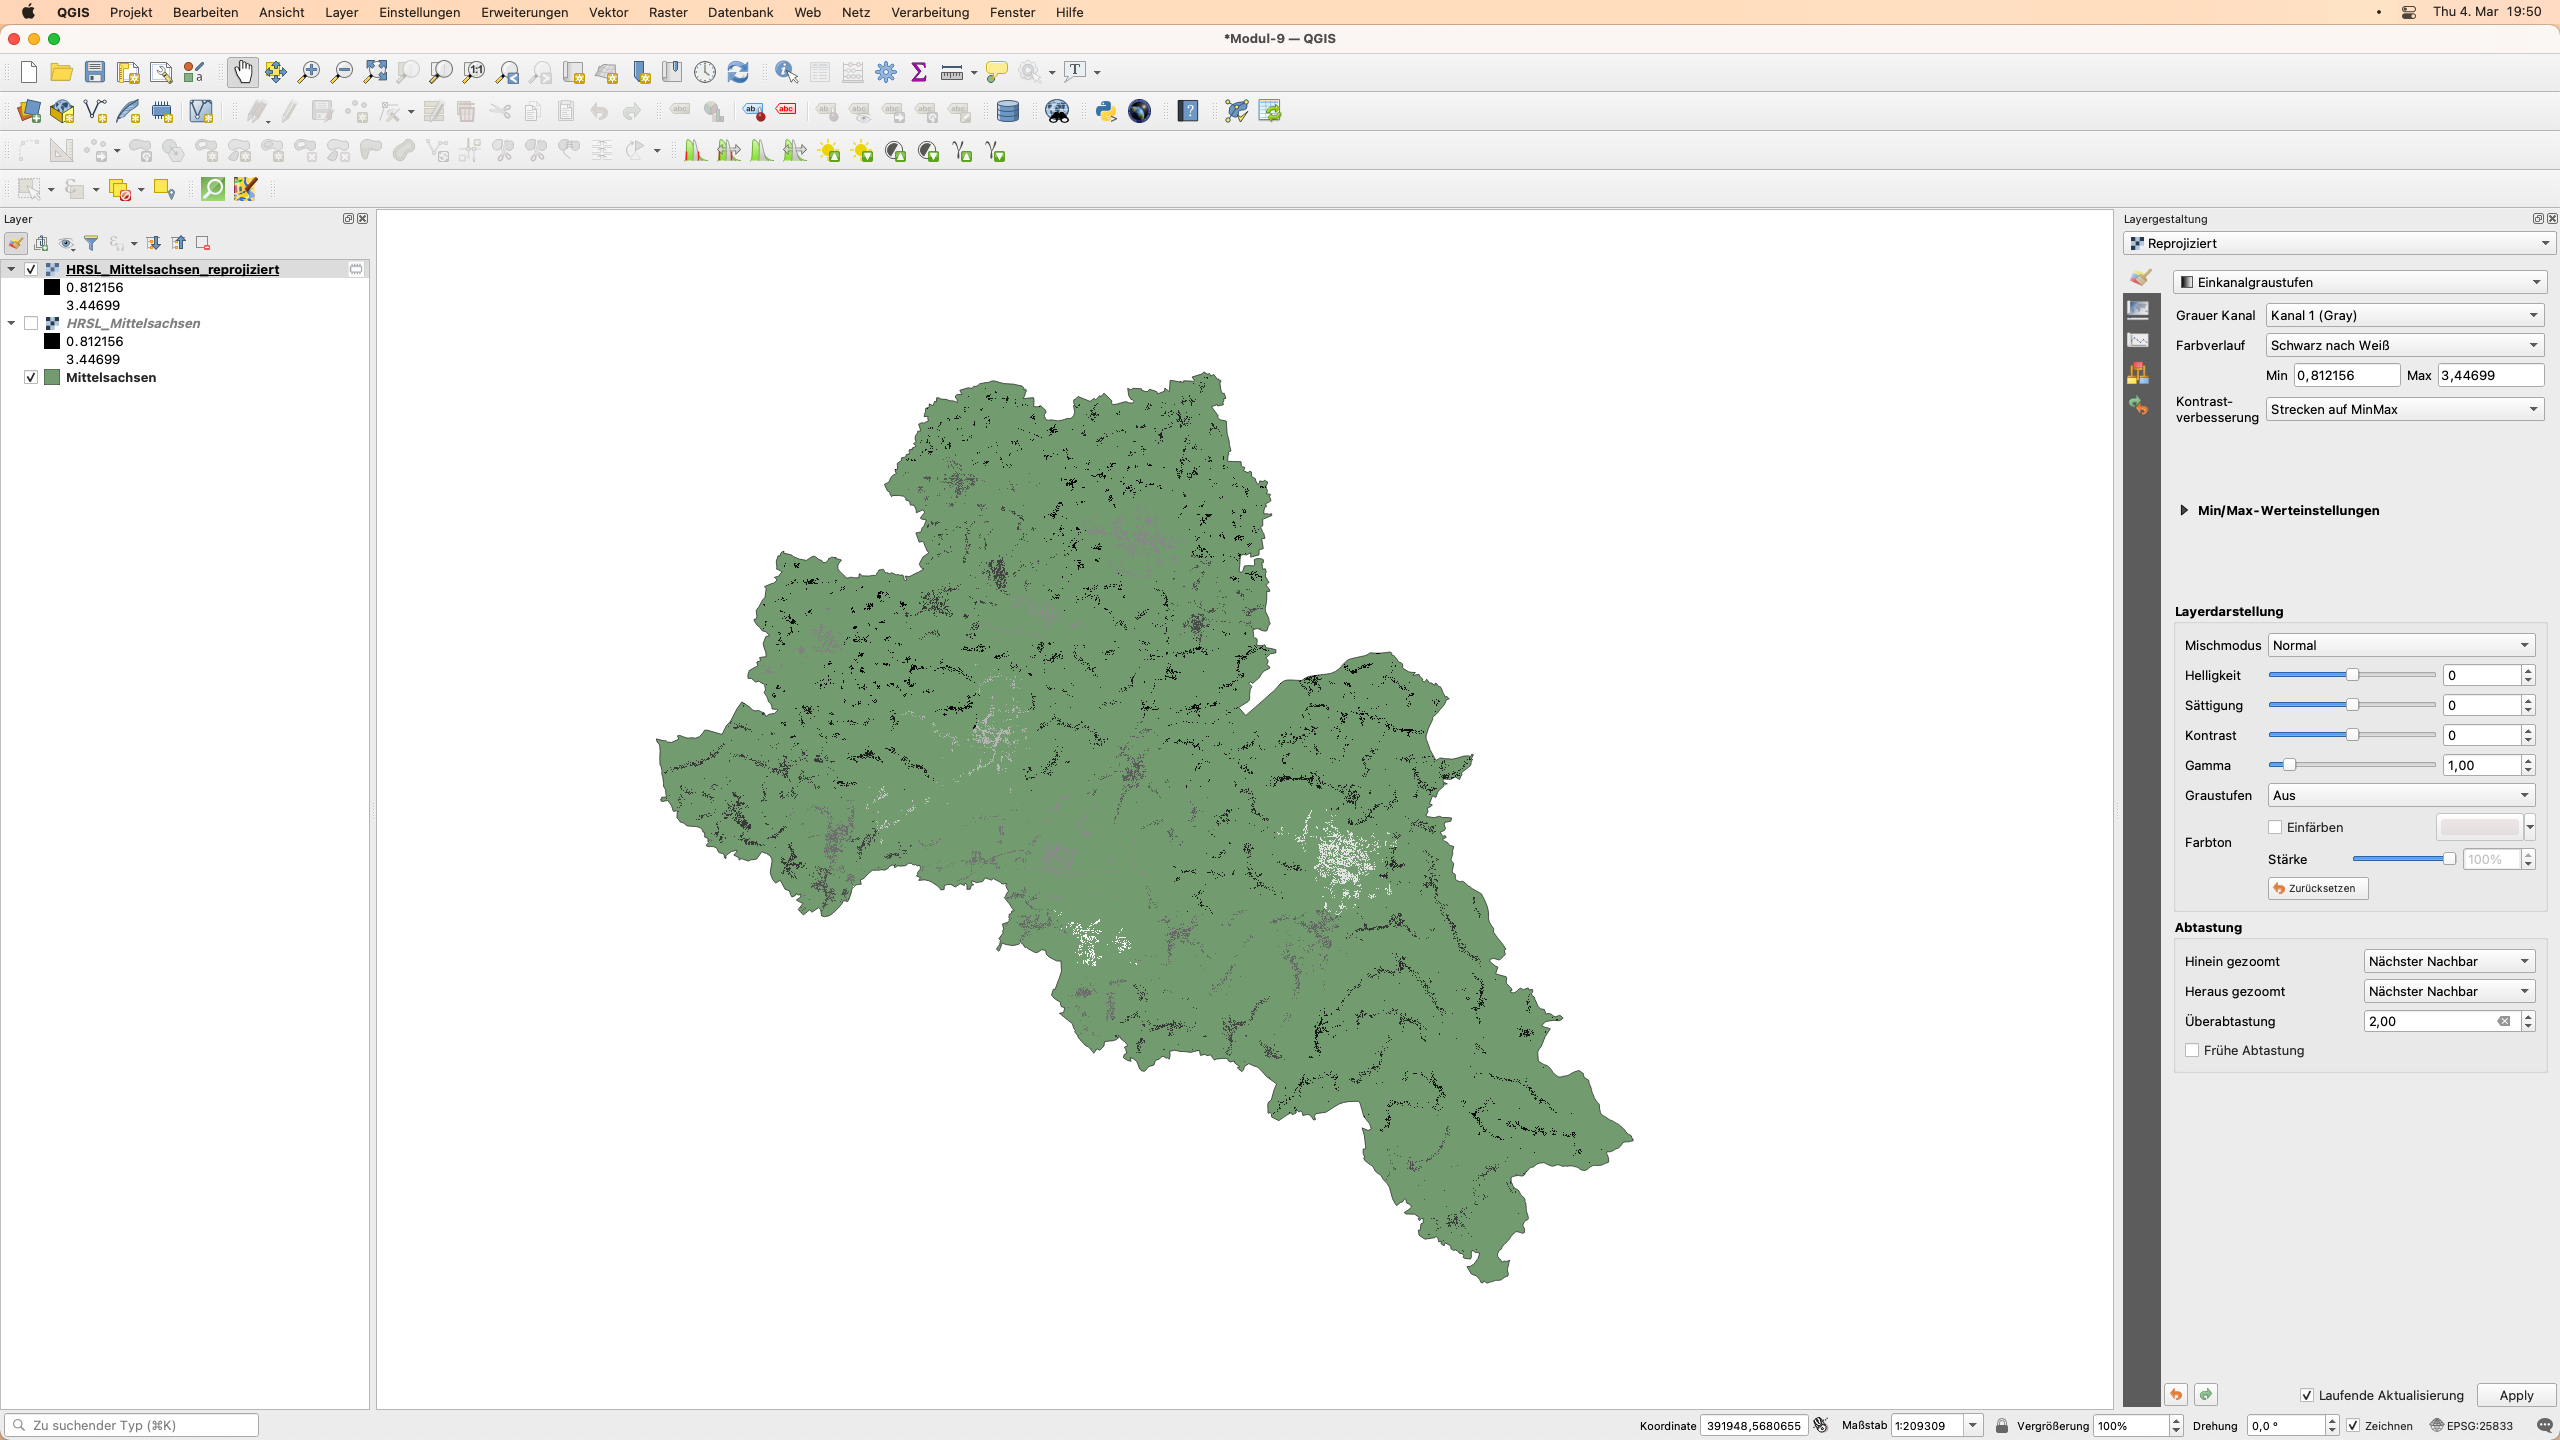 QGIS Projekt Bearbeiten Ansicht Layer Einstellungen Erweiterungen Vektor Raster Datenbank Web Netz Verarbeitung Fenster Hilfe Thu 4. Mar 19:50
*Modul-9 — QGIS
Layer
HRSL_Mittelsachsen_reprojiziert
0.812156
3.44699
HRSL_Mittelsachsen
0.812156
3.44699
Mittelsachsen
Layergestaltung
Reprojiziert
Einkanalgraustufen
Grauer Kanal Kanal 1 (Gray)
Farbverlauf Schwarz nach Weiß
Min 0,812156 Max 3,44699
Kontrast-
verbesserung Strecken auf MinMax
Min/Max-Werteinstellungen
Layerdarstellung
Mischmodus Normal
Helligkeit 0
Sättigung 0
Kontrast 0
Gamma 1,00
Graustufen Aus
Farbton Einfärben
Stärke 100%
Zurücksetzen
Abtastung
Hinein gezoomt Nächster Nachbar
Heraus gezoomt Nächster Nachbar
Überabtastung 2,00
Frühe Abtastung
Laufende Aktualisierung Apply
Zu suchender Typ (⌘K) Koordinate 391948,5680655 Maßstab 1:209309 Vergrößerung 100% Drehung 0,0 ° Zeichnen EPSG:25833